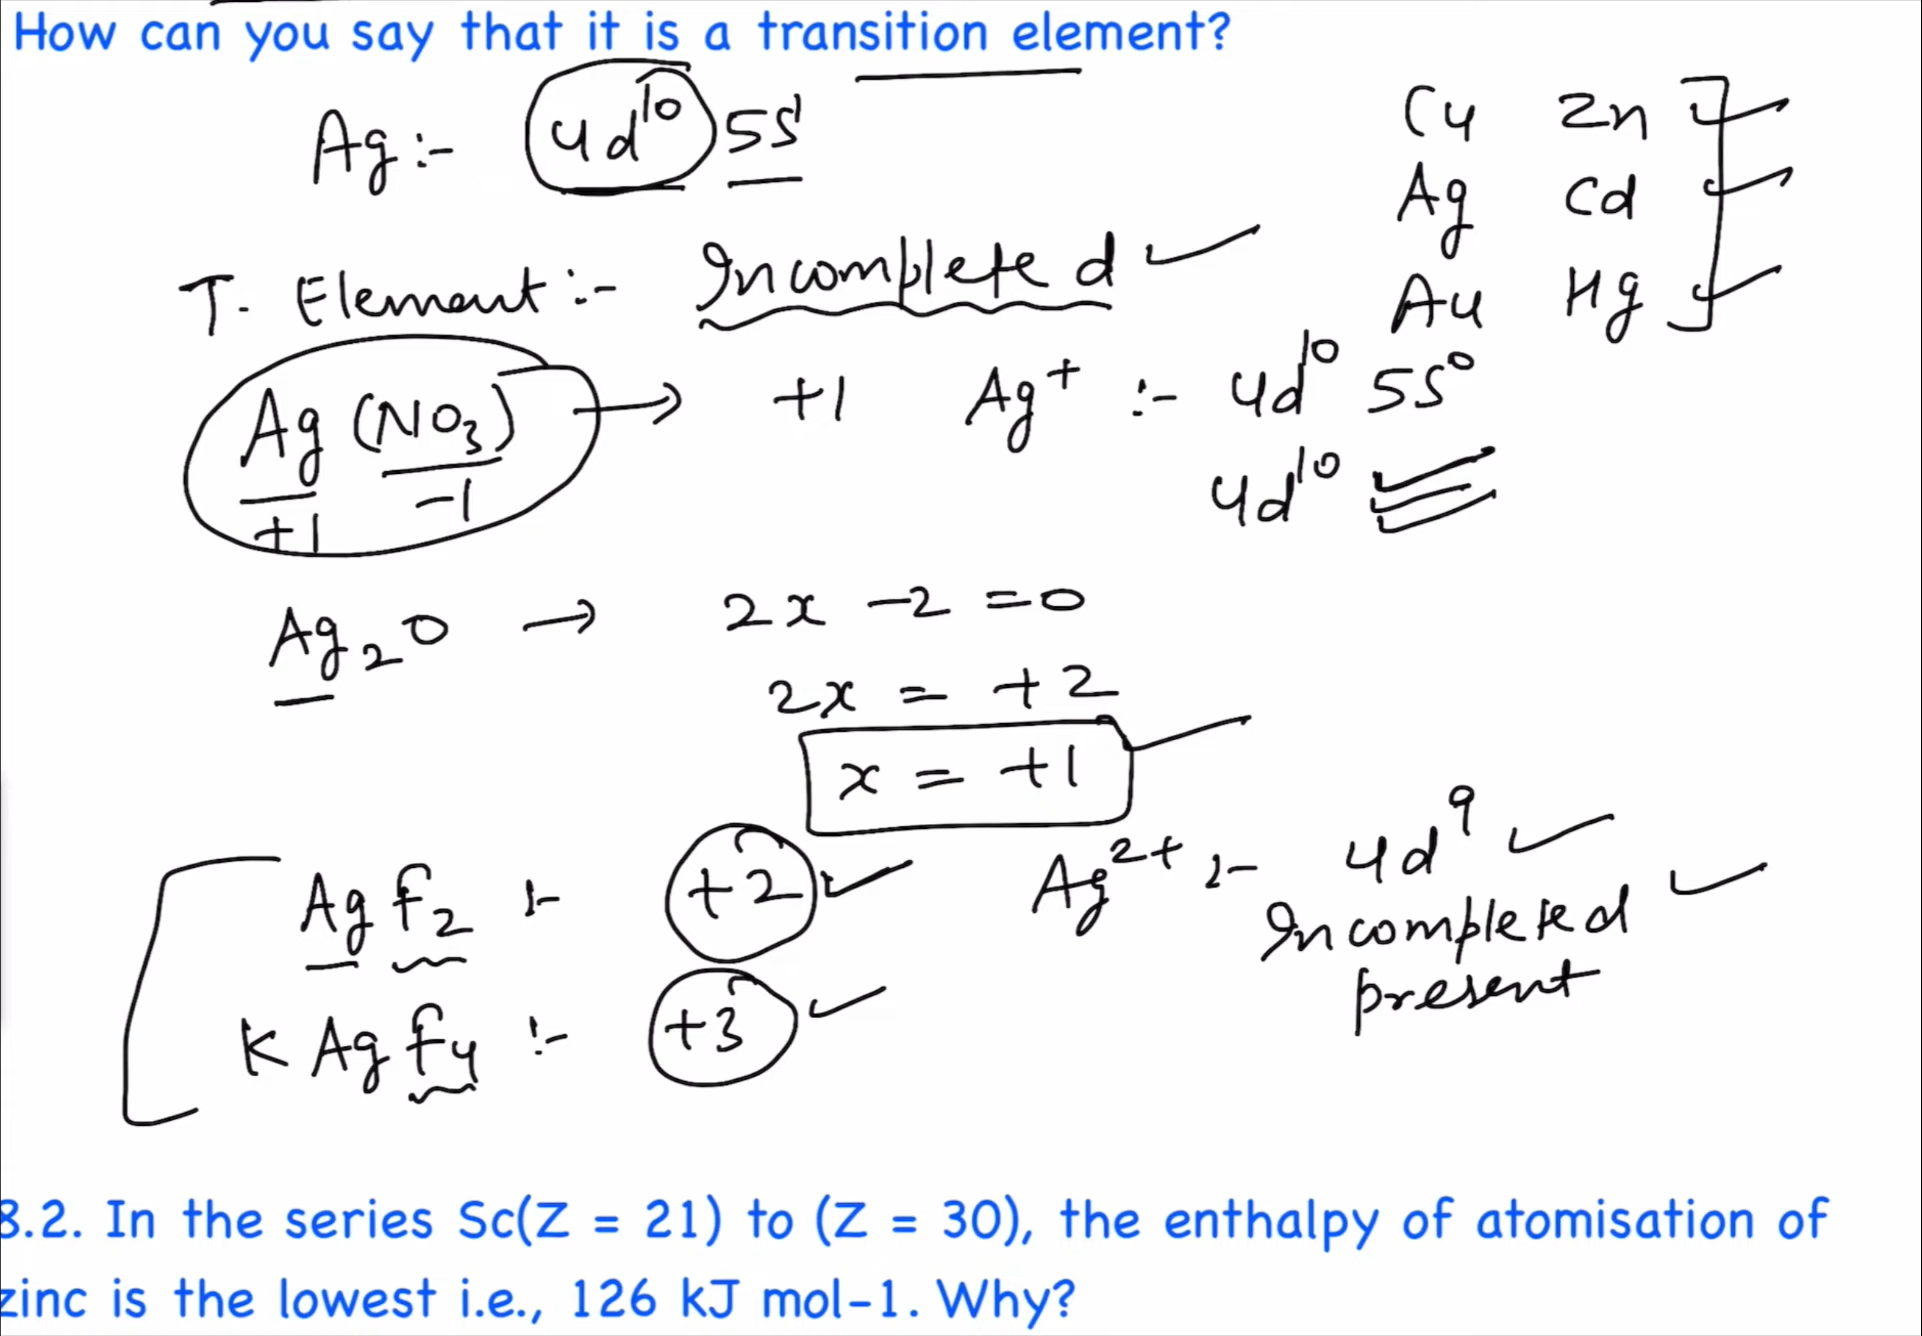 How can you say that it is a transition element?
Ag :- 4d¹⁰ 5s¹
Cu Zn
Ag Cd
Au Hg
T. Element :- Incomplete d
Ag (NO₃) → +1 Ag⁺ :- 4d¹⁰ 5s⁰
+1 -1
4d¹⁰
Ag₂O → 2x -2 = 0
2x = +2
x = +1
AgF₂ :- +2 Ag²⁺ :- 4d⁹
Incompleted
present
KAgF₄ :- +3
8.2. In the series Sc(Z = 21) to (Z = 30), the enthalpy of atomisation of
zinc is the lowest i.e., 126 kJ mol-1. Why?